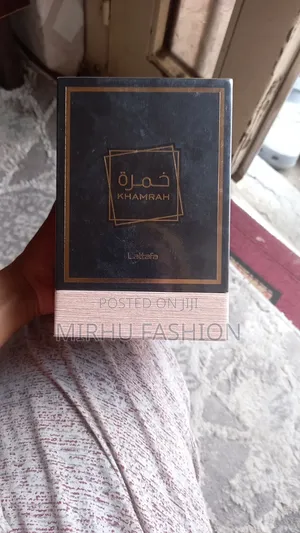 خمرة
KHAMRAH
Lattafa
POSTED ON JIJI
MIRHU FASHION